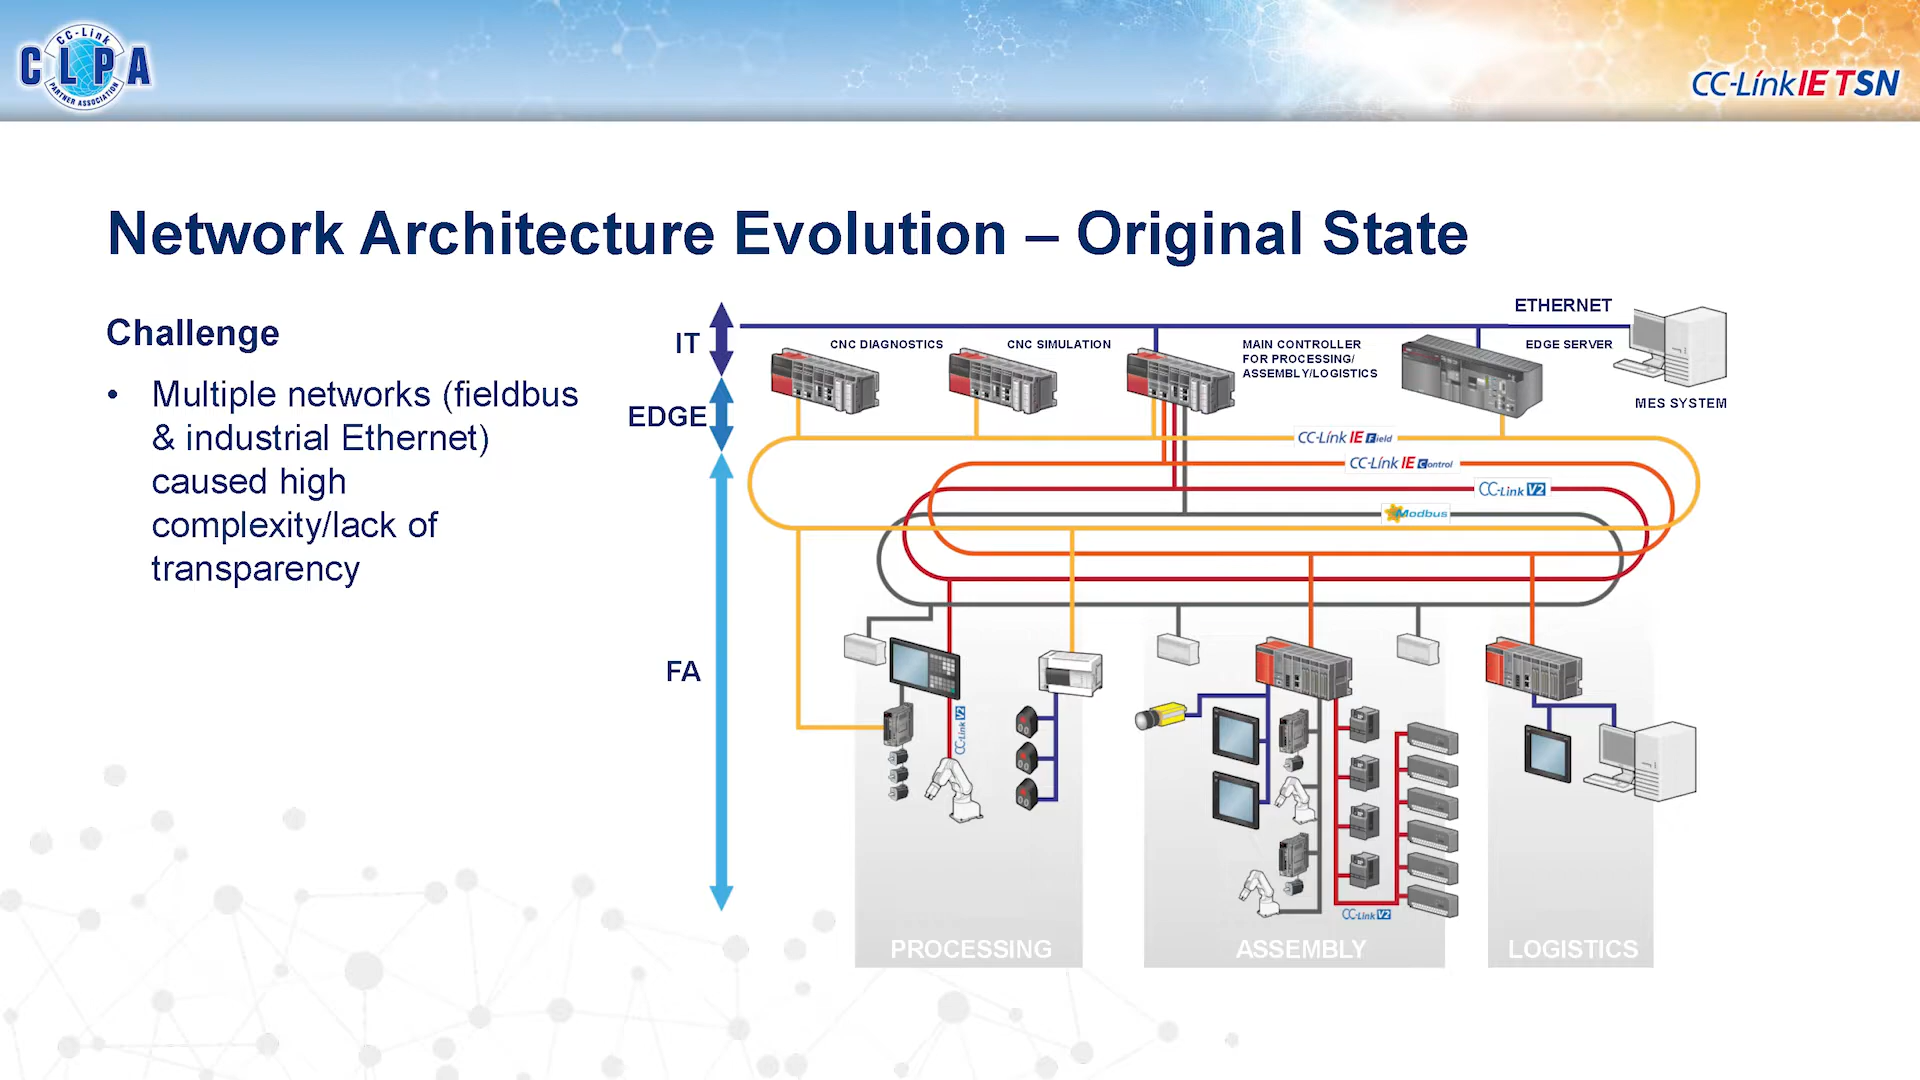 CC-Link
CLPA
PARTNER ASSOCIATION
CC-Link IE TSN
Network Architecture Evolution – Original State
Challenge
• Multiple networks (fieldbus
& industrial Ethernet)
caused high
complexity/lack of
transparency
IT
EDGE
FA
ETHERNET
CNC DIAGNOSTICS
CNC SIMULATION
MAIN CONTROLLER
FOR PROCESSING/
ASSEMBLY/LOGISTICS
EDGE SERVER
MES SYSTEM
CC-Link IE Field
CC-Link IE Control
CC-Link V2
Modbus
CC-Link V2
CC-Link V2
PROCESSING
ASSEMBLY
LOGISTICS